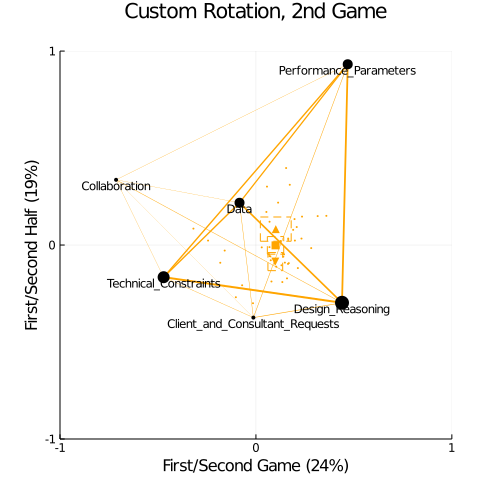 Custom Rotation, 2nd Game
1
Performance_Parameters
Collaboration
Data
0
Technical_Constraints
Design_Reasoning
Client_and_Consultant_Requests
-1
-1
0
1
First/Second Half (19%)
First/Second Game (24%)